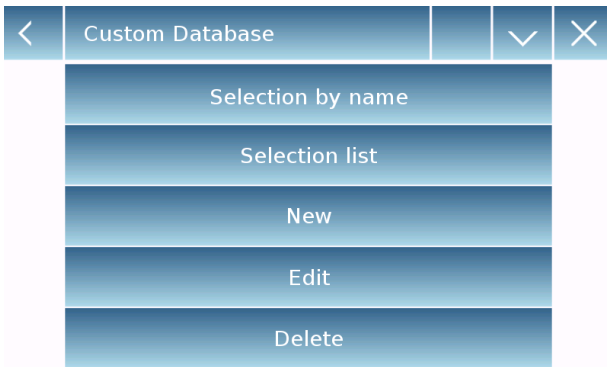 Custom Database
Selection by name
Selection list
New
Edit
Delete